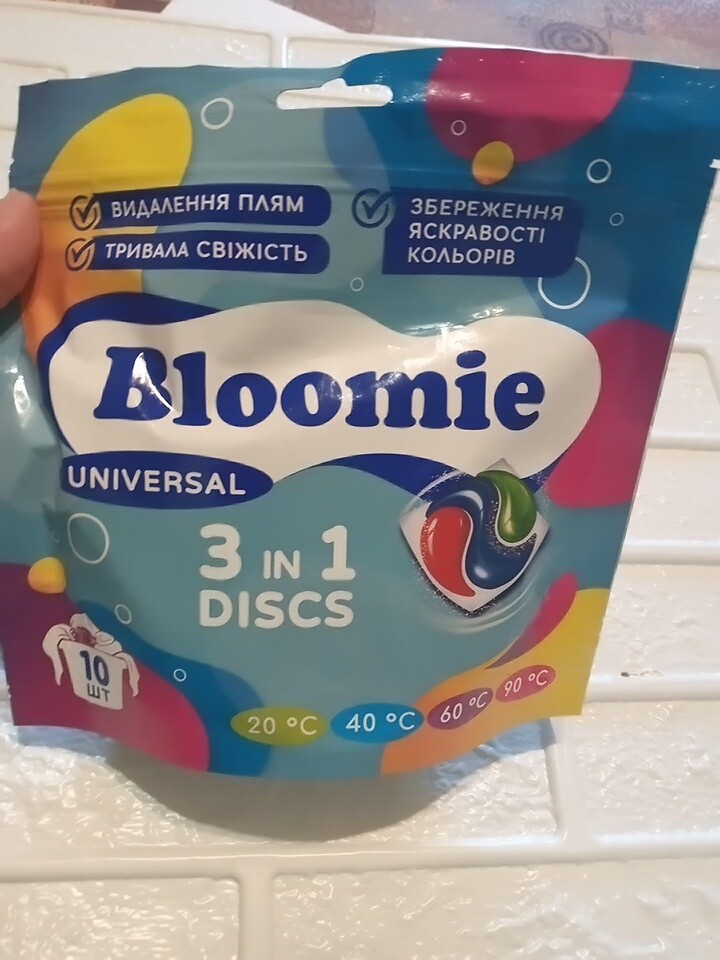 ВИДАЛЕННЯ ПЛЯМ
ТРИВАЛА СВІЖІСТЬ
ЗБЕРЕЖЕННЯ
ЯСКРАВОСТІ
КОЛЬОРІВ
Bloomie
UNIVERSAL
3 IN 1
DISCS
10
ШТ
20 °C 40 °C 60 °C 90 °C